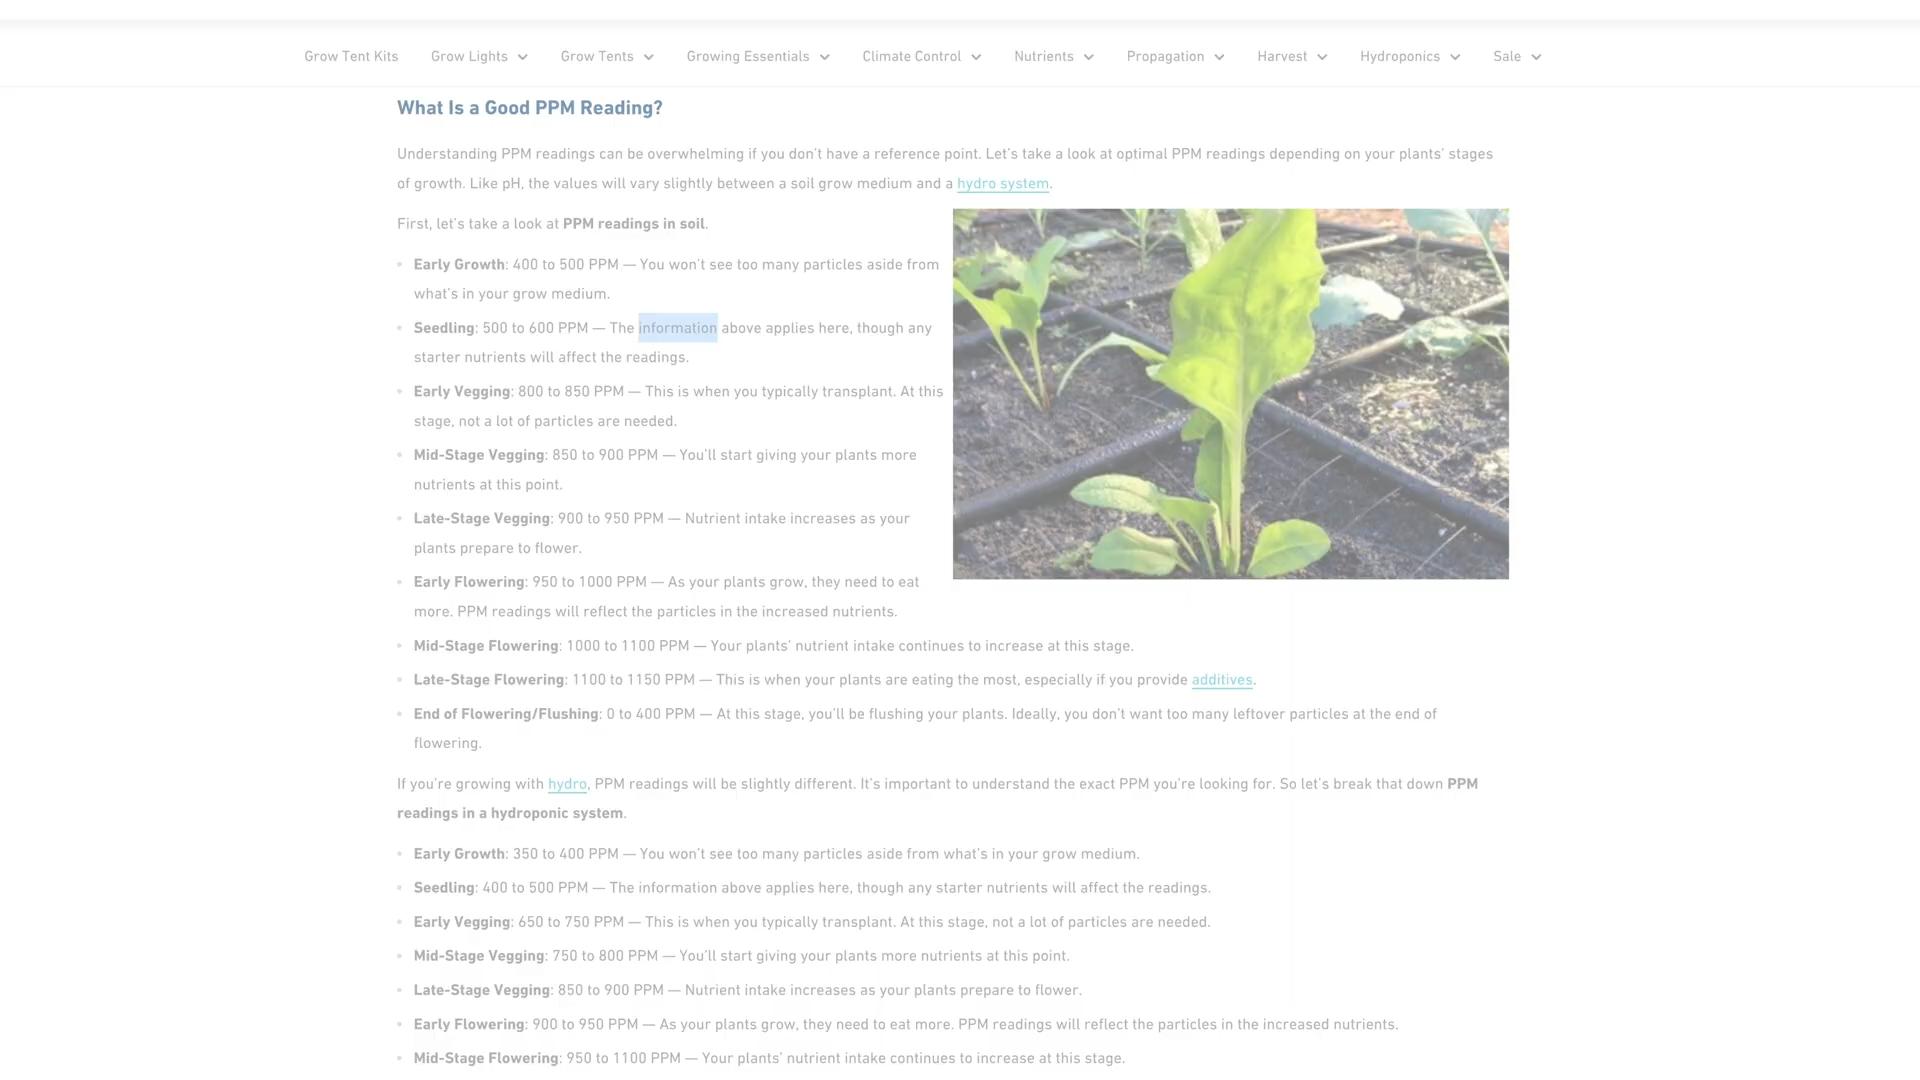 Grow Tent Kits Grow Lights Grow Tents Growing Essentials Climate Control Nutrients Propagation Harvest Hydroponics Sale
What Is a Good PPM Reading?
Understanding PPM readings can be overwhelming if you don't have a reference point. Let's take a look at optimal PPM readings depending on your plants' stages
of growth. Like pH, the values will vary slightly between a soil grow medium and a hydro system.
First, let's take a look at PPM readings in soil.
Early Growth: 400 to 500 PPM — You won't see too many particles aside from
what's in your grow medium.
Seedling: 500 to 600 PPM — The information above applies here, though any
starter nutrients will affect the readings.
Early Vegging: 800 to 850 PPM — This is when you typically transplant. At this
stage, not a lot of particles are needed.
Mid-Stage Vegging: 850 to 900 PPM — You'll start giving your plants more
nutrients at this point.
Late-Stage Vegging: 900 to 950 PPM — Nutrient intake increases as your
plants prepare to flower.
Early Flowering: 950 to 1000 PPM — As your plants grow, they need to eat
more. PPM readings will reflect the particles in the increased nutrients.
Mid-Stage Flowering: 1000 to 1100 PPM — Your plants' nutrient intake continues to increase at this stage.
Late-Stage Flowering: 1100 to 1150 PPM — This is when your plants are eating the most, especially if you provide additives.
End of Flowering/Flushing: 0 to 400 PPM — At this stage, you'll be flushing your plants. Ideally, you don't want too many leftover particles at the end of
flowering.
If you're growing with hydro, PPM readings will be slightly different. It's important to understand the exact PPM you're looking for. So let's break that down PPM
readings in a hydroponic system.
Early Growth: 350 to 400 PPM — You won't see too many particles aside from what's in your grow medium.
Seedling: 400 to 500 PPM — The information above applies here, though any starter nutrients will affect the readings.
Early Vegging: 650 to 750 PPM — This is when you typically transplant. At this stage, not a lot of particles are needed.
Mid-Stage Vegging: 750 to 800 PPM — You'll start giving your plants more nutrients at this point.
Late-Stage Vegging: 850 to 900 PPM — Nutrient intake increases as your plants prepare to flower.
Early Flowering: 900 to 950 PPM — As your plants grow, they need to eat more. PPM readings will reflect the particles in the increased nutrients.
Mid-Stage Flowering: 950 to 1100 PPM — Your plants' nutrient intake continues to increase at this stage.